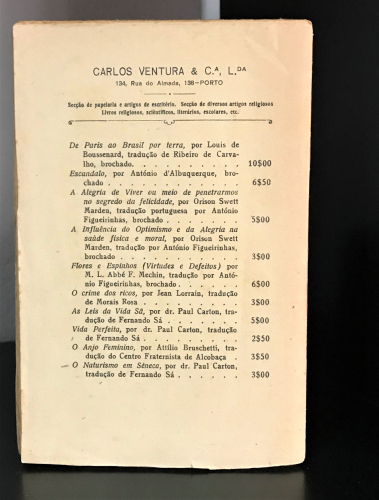 CARLOS VENTURA & C.ᴬ, L.ᴰᴬ
134, Rua do Almada, 138—PORTO
Secção de papelaria e artigos de escritório. Secção de diversos artigos religiosos
Livros religiosos, scientíficos, literários, escolares, etc.
De Paris ao Brasil por terra, por Louis de
Boussenard, tradução de Ribeiro de Carva-
lho, brochado. . . . . . . . . . 10$00
Escandalo, por António d'Albuquerque, bro-
chado . . . . . . . . . . . 6$50
A Alegria de Viver ou meio de penetrarmos
no segredo da felicidade, por Orison Swett
Marden, tradução portuguesa por António
Figueirinhas, brochado. . . . . . . 5$00
A Influência do Optimismo e da Alegria na
saúde física e moral, por Orison Swett
Marden, tradução por António Figueirinhas,
brochado . . . . . . . . . . . 3$00
Flores e Espinhos (Virtudes e Defeitos) por
M. L. Abbé F. Mechin, tradução por Antó-
nio Figueirinhas, brochado . . . . . . 6$00
O crime dos ricos, por Jean Lorrain, tradução
de Morais Rosa . . . . . . . . . 3$00
As Leis da Vida Sã, por Paul Carton, tradução
de Fernando Sá . . . . . . . . . 5$00
Vida Perfeita, por dr. Paul Carton, tradução
de Fernando Sá . . . . . . . . . 2$50
O Anjo Feminino, por Attílio Bruschetti, tra-
dução do Centro Fraternista de Alcobaça . 3$50
O Naturismo em Séneca, por dr. Paul Carton,
tradução de Fernando Sá . . . . . . 3$00